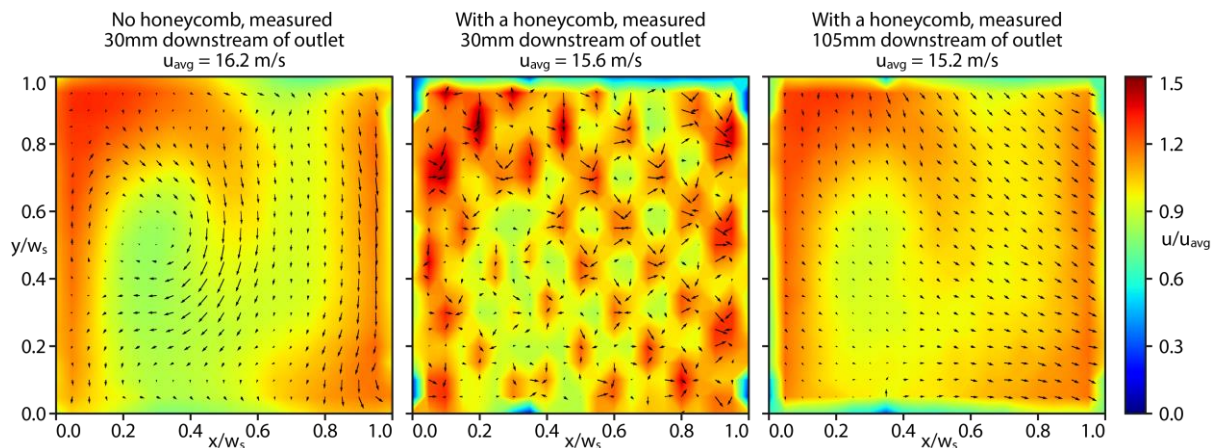 No honeycomb, measured
30mm downstream of outlet
uavg = 16.2 m/s
With a honeycomb, measured
30mm downstream of outlet
uavg = 15.6 m/s
With a honeycomb, measured
105mm downstream of outlet
uavg = 15.2 m/s
1.0
0.8
0.6
y/ws
0.4
0.2
0.0
0.0 0.2 0.4 0.6 0.8 1.0
x/ws
0.0 0.2 0.4 0.6 0.8 1.0
x/ws
0.0 0.2 0.4 0.6 0.8 1.0
x/ws
1.5
1.2
0.9
u/uavg
0.6
0.3
0.0